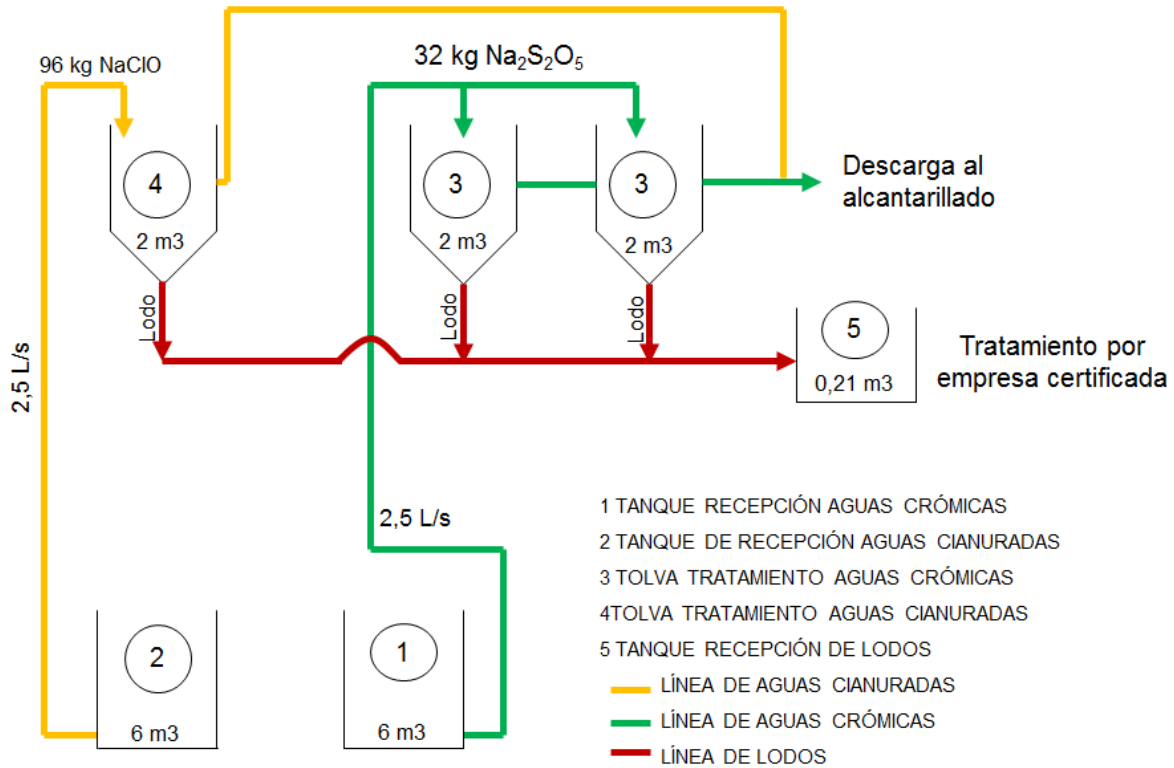 96 kg NaClO
32 kg Na₂S₂O₅
4
2 m3
3
2 m3
3
2 m3
Descarga al
alcantarillado
Lodo
Lodo
Lodo
5
0,21 m3
Tratamiento por
empresa certificada
2,5 L/s
2,5 L/s
2
6 m3
1
6 m3
1 TANQUE RECEPCIÓN AGUAS CRÓMICAS
2 TANQUE DE RECEPCIÓN AGUAS CIANURADAS
3 TOLVA TRATAMIENTO AGUAS CRÓMICAS
4TOLVA TRATAMIENTO AGUAS CIANURADAS
5 TANQUE RECEPCIÓN DE LODOS
LÍNEA DE AGUAS CIANURADAS
LÍNEA DE AGUAS CRÓMICAS
LÍNEA DE LODOS